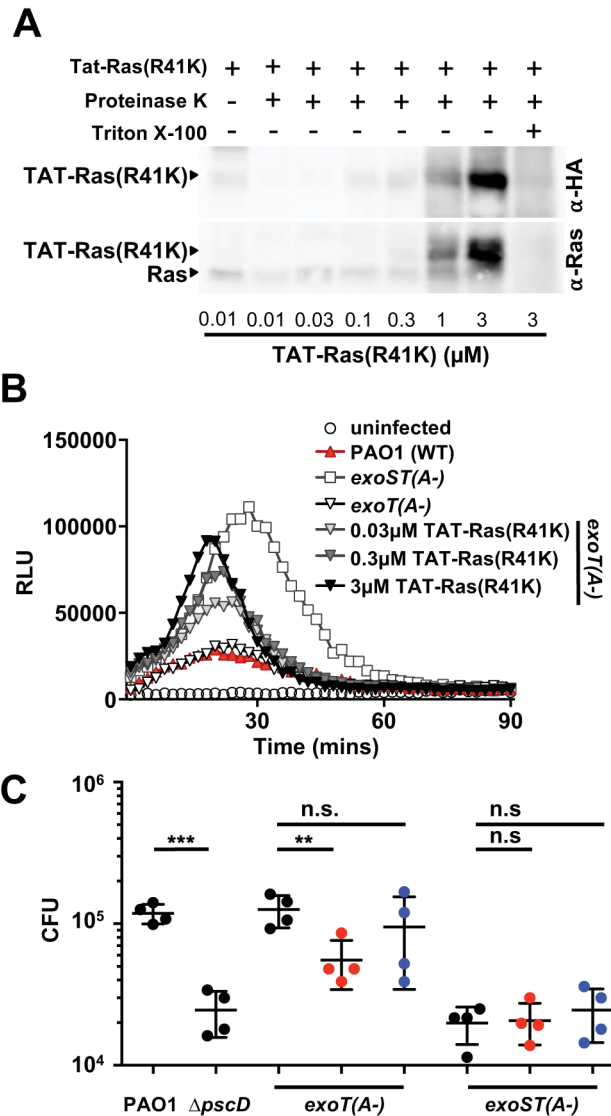 A
Tat-Ras(R41K) + + + + + + + +
Proteinase K - + + + + + + +
Triton X-100 - - - - - - - +
TAT-Ras(R41K)
α-HA
TAT-Ras(R41K)
Ras
α-Ras
0.01 0.01 0.03 0.1 0.3 1 3 3
TAT-Ras(R41K) (µM)
B
150000
100000
50000
0
RLU
30 60 90
Time (mins)
uninfected
PAO1 (WT)
exoST(A-)
exoT(A-)
0.03µM TAT-Ras(R41K)
0.3µM TAT-Ras(R41K)
3µM TAT-Ras(R41K)
exoT(A-)
C
10⁶
10⁵
10⁴
CFU
***
n.s.
**
n.s
n.s
PAO1 ΔpscD exoT(A-) exoST(A-)